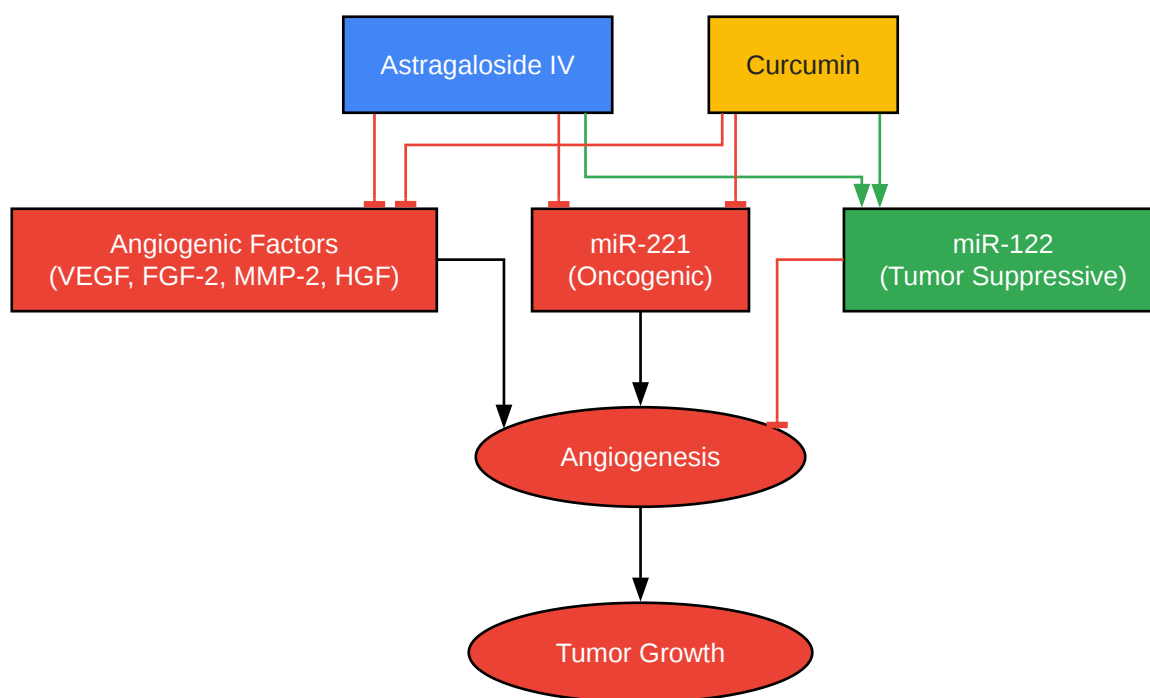 Astragaloside IV
Curcumin
Angiogenic Factors
(VEGF, FGF-2, MMP-2, HGF)
miR-221
(Oncogenic)
miR-122
(Tumor Suppressive)
Angiogenesis
Tumor Growth